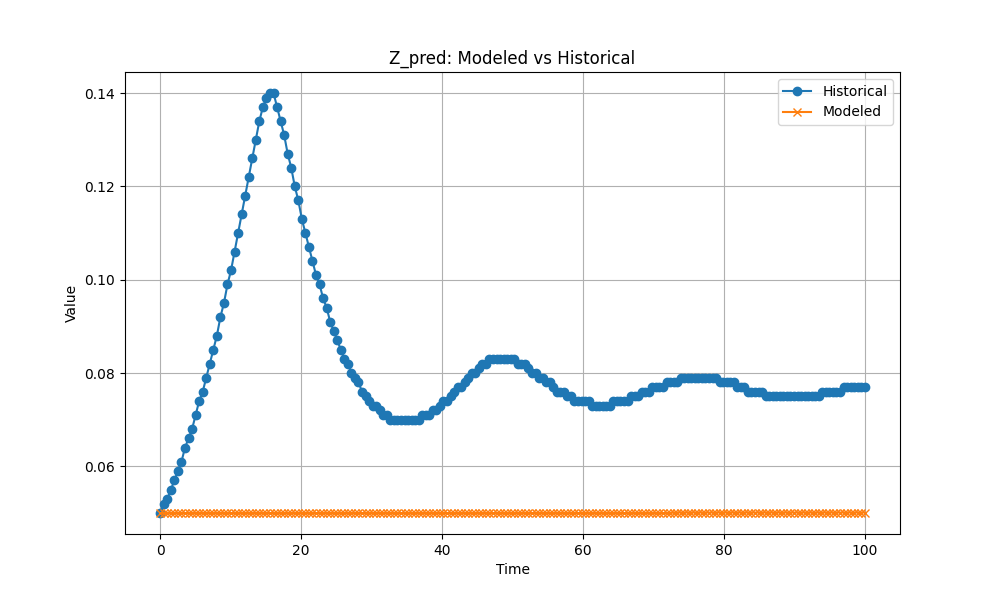 Z_pred: Modeled vs Historical
Historical
Modeled
Value
0.14
0.12
0.10
0.08
0.06
0 20 40 60 80 100
Time